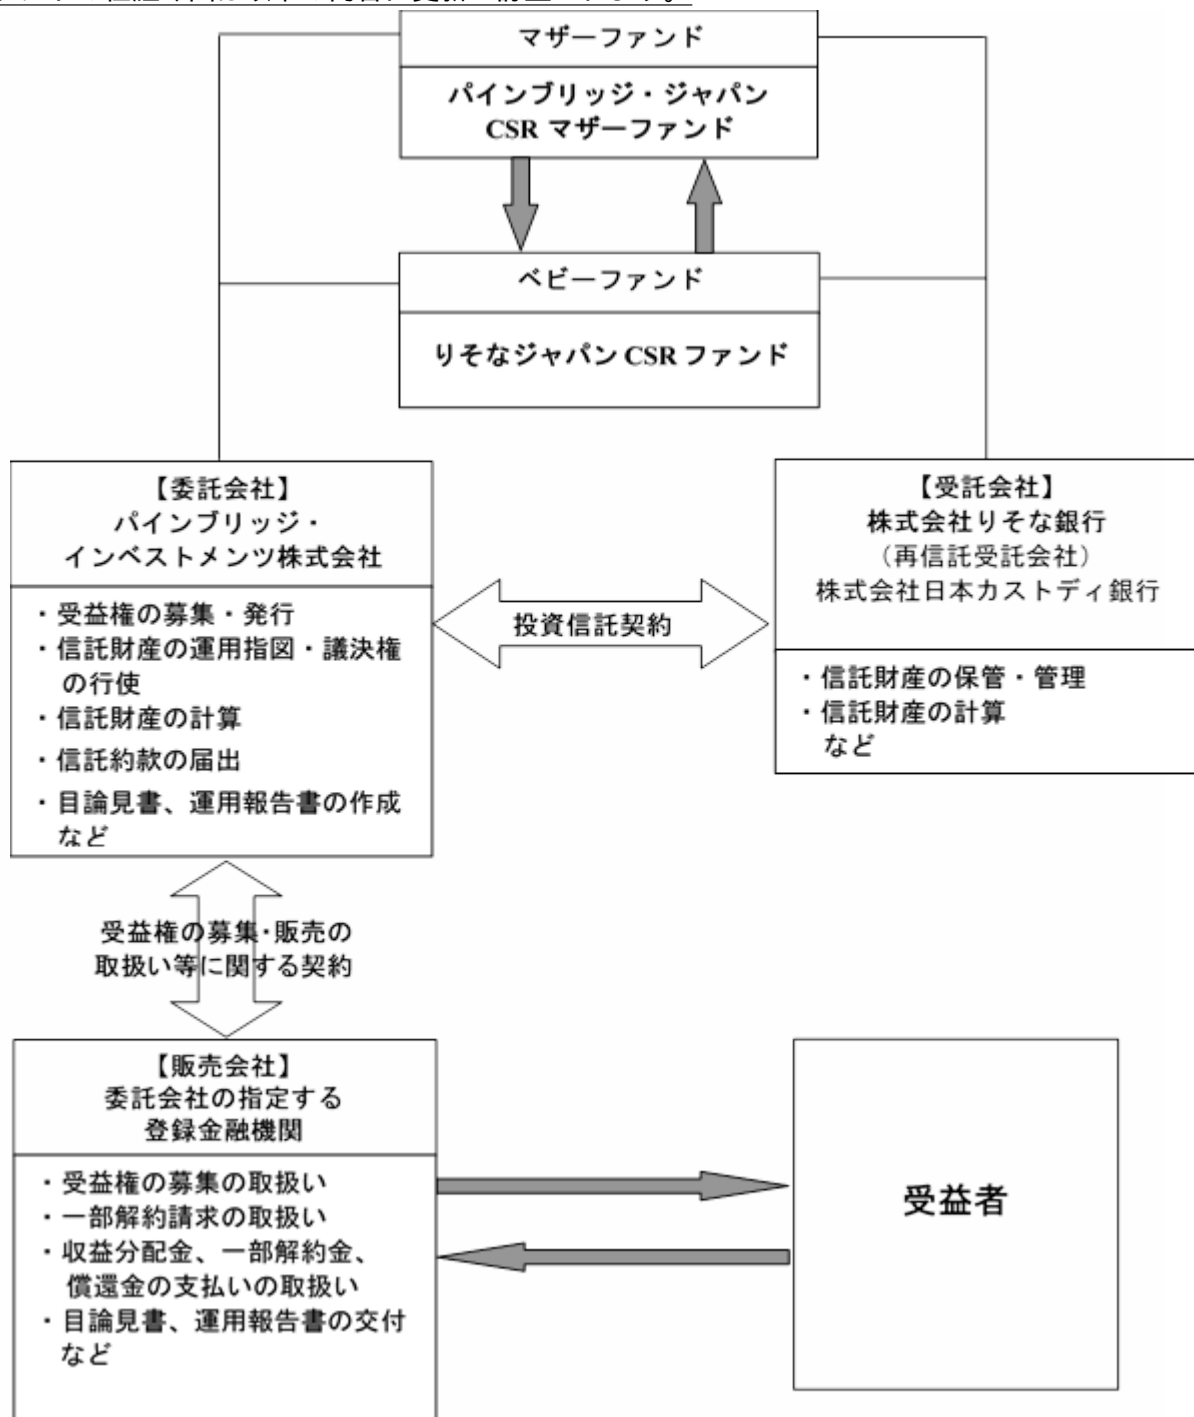 マザーファンド
パインブリッジ・ジャパン
CSR マザーファンド
ベビーファンド
りそなジャパン CSR ファンド
【委託会社】
パインブリッジ・
インベストメンツ株式会社
・受益権の募集・発行
・信託財産の運用指図・議決権
の行使
・信託財産の計算
・信託約款の届出
・目論見書、運用報告書の作成
など
投資信託契約
【受託会社】
株式会社りそな銀行
（再信託受託会社）
株式会社日本カストディ銀行
・信託財産の保管・管理
・信託財産の計算
など
受益権の募集・販売の
取扱い等に関する契約
【販売会社】
委託会社の指定する
登録金融機関
・受益権の募集の取扱い
・一部解約請求の取扱い
・収益分配金、一部解約金、
償還金の支払いの取扱い
・目論見書、運用報告書の交付
など
受益者